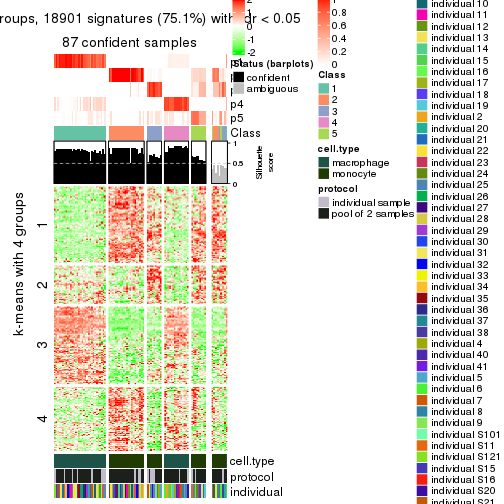 roups, 18901 signatures (75.1%) with fdr < 0.05
87 confident samples
2
1
0
-1
-2
0.8
0.6
0.4
0.2
0
Status (barplots)
confident
ambiguous
p4
p5
Class
1
0.5
0
Silhouette
score
Class
1
2
3
4
5
cell.type
macrophage
monocyte
protocol
individual sample
pool of 2 samples
k-means with 4 groups
1
2
3
4
cell.type
protocol
individual
individual 10
individual 11
individual 12
individual 13
individual 14
individual 15
individual 16
individual 17
individual 18
individual 19
individual 2
individual 20
individual 21
individual 22
individual 23
individual 24
individual 25
individual 26
individual 27
individual 28
individual 29
individual 30
individual 31
individual 32
individual 33
individual 34
individual 35
individual 36
individual 37
individual 38
individual 4
individual 40
individual 41
individual 5
individual 6
individual 7
individual 8
individual 9
individual S101
individual S11
individual S121
individual S15
individual S16
individual S20
individual S21